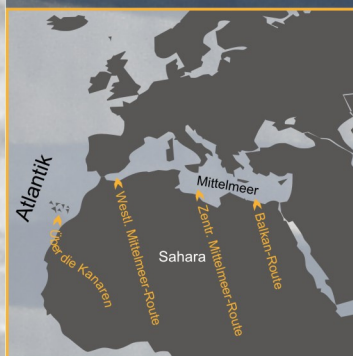 Atlantik
Mittelmeer
Sahara
Über die Kanaren
Westl. Mittelmeer-Route
Zentr. Mittelmeer-Route
Balkan-Route